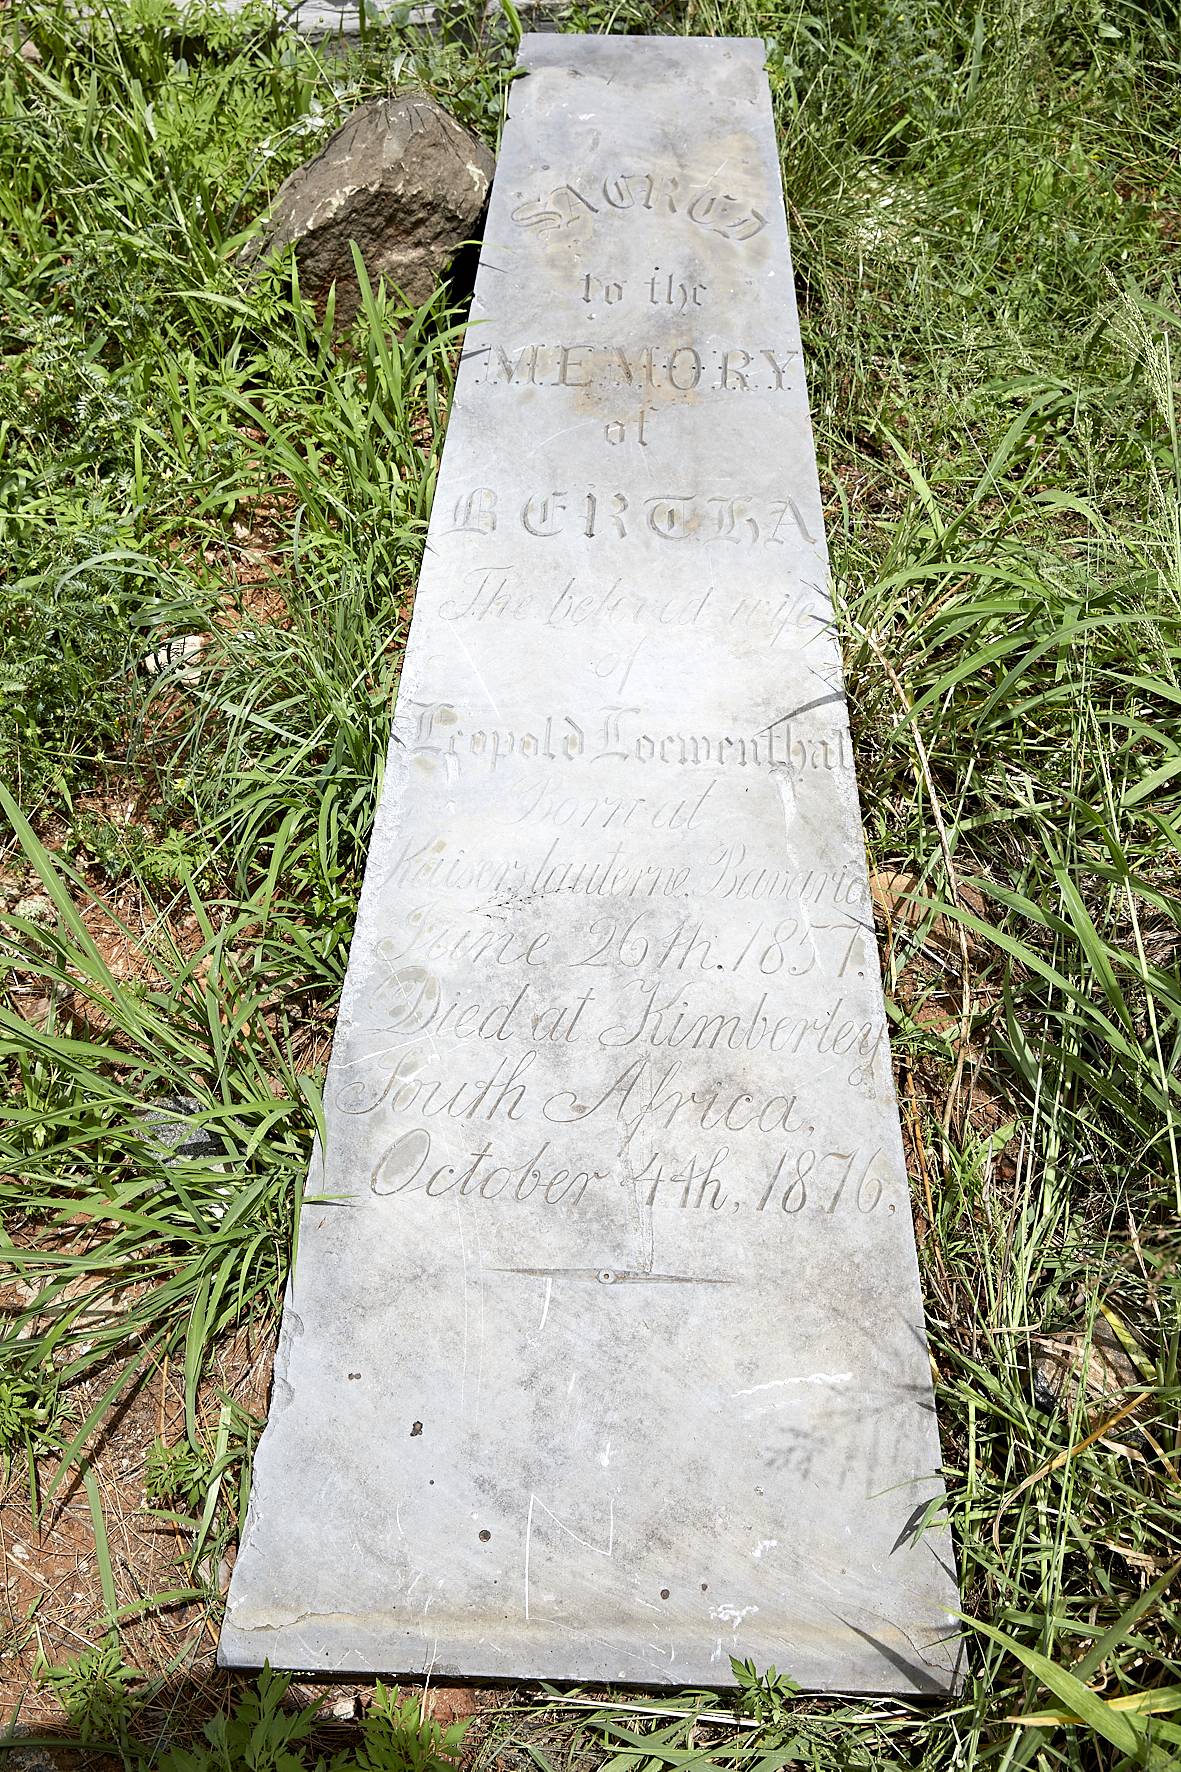 SACRED
to the
MEMORY
of
BERTHA
The beloved wife
of
Leopold Loewenthal
Born at
Kaiserslauterne Bavaria
June 26th. 1857.
Died at Kimberley
South Africa,
October 4th, 1876,